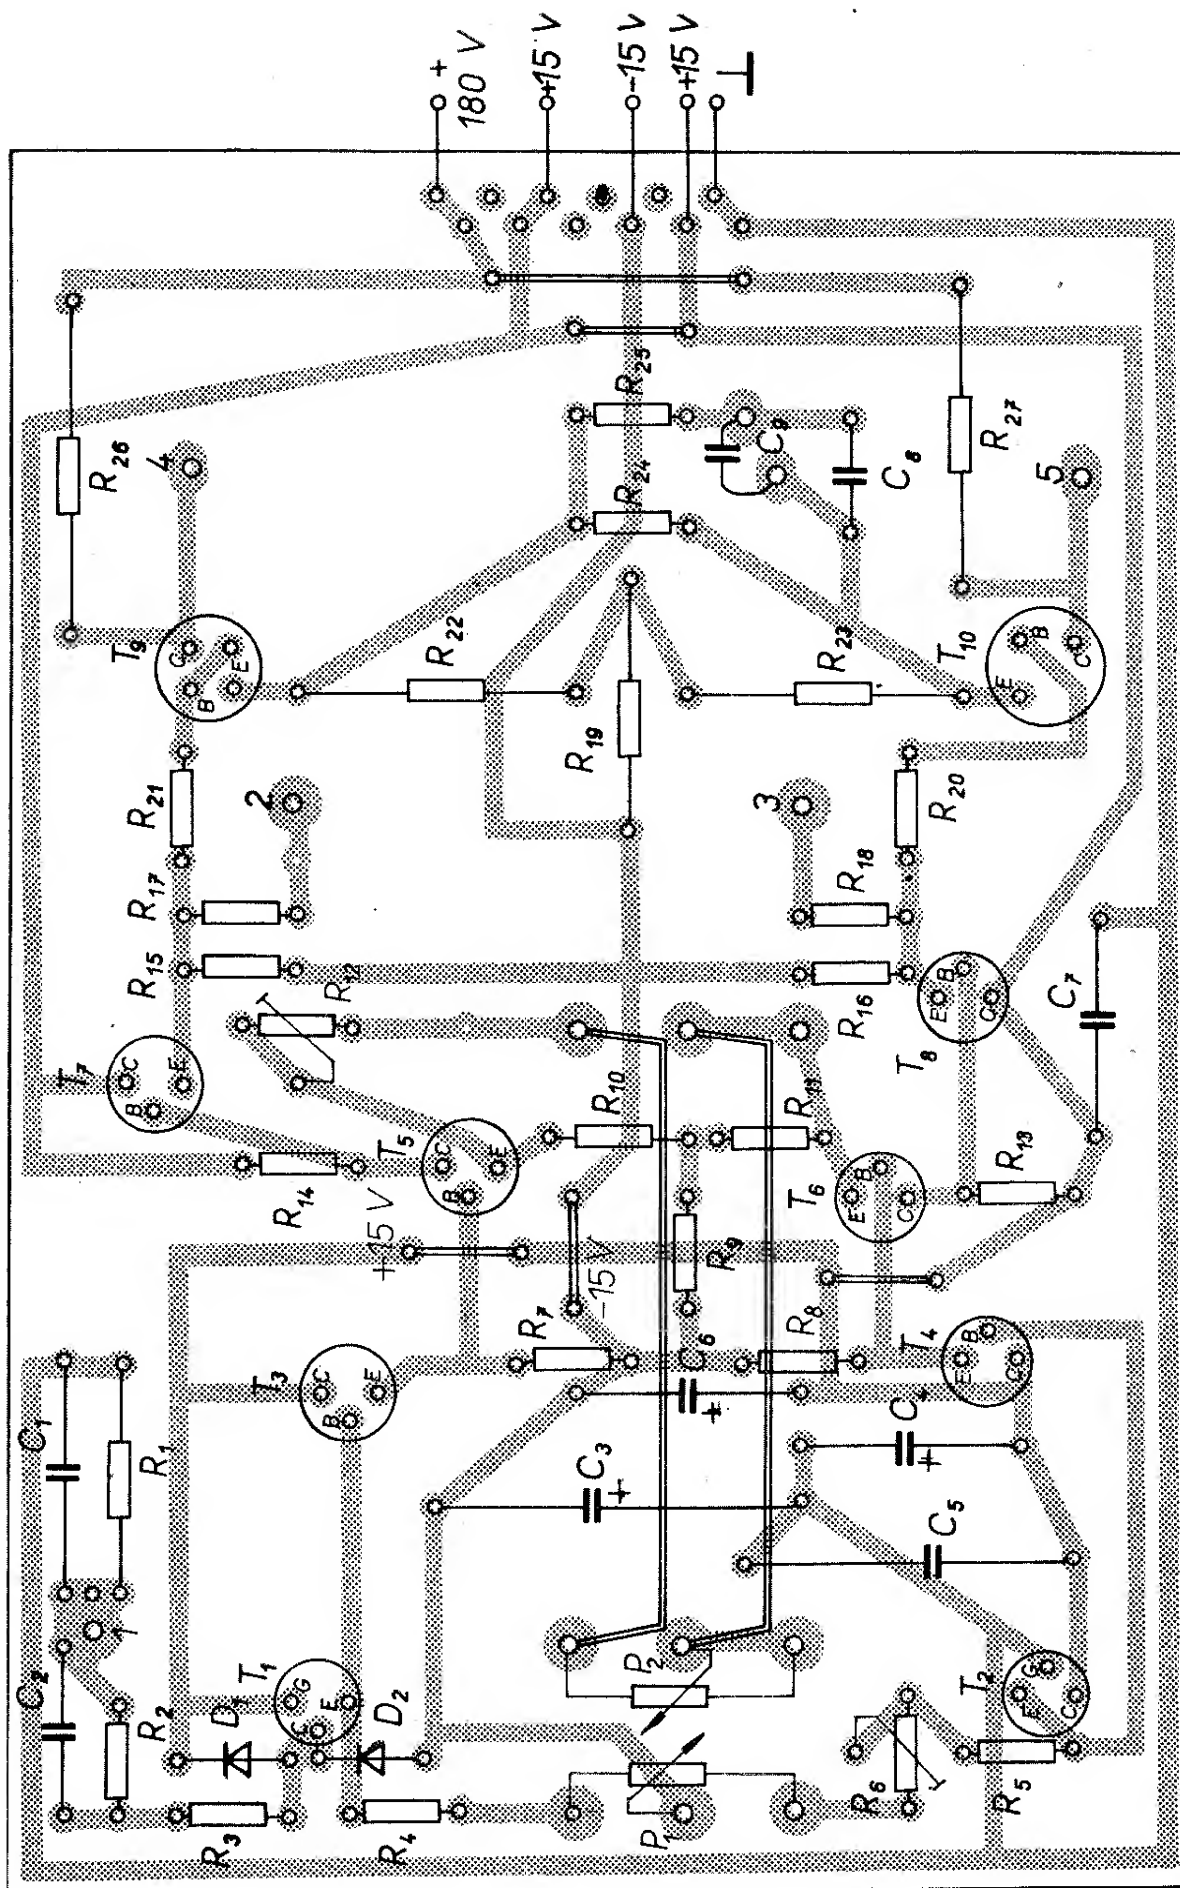 +
180 V
+15 V
-15 V
+15 V
R26
4
R25
R24
C9
C8
R27
5
T9
C
B
E
R22
R19
R23
T10
E
B
C
R21
2
3
R20
R17
R18
R15
R12
R16
T7
C
B
E
R10
R11
T8
E
B
C
C7
R14
T5
C
B
E
T6
E
B
C
R13
+15 V
-15 V
R9
R7
R8
C6
+
T3
C
B
E
T4
E
B
C
C1
R1
C3
+
C4
+
C5
1
C2
R2
D1
T1
G
E
C
D2
P2
T2
E
G
C
R3
R4
P1
R6
R5